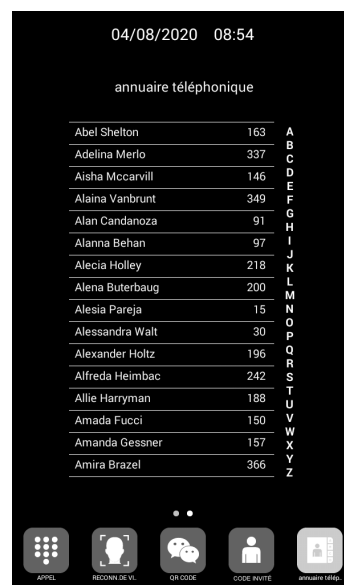 04/08/2020 08:54
annuaire téléphonique
Abel Shelton 163
Adelina Merlo 337
Aisha Mccarvill 146
Alaina Vanbrunt 349
Alan Candanoza 91
Alanna Behan 97
Alecia Holley 218
Alena Buterbaug 200
Alesia Pareja 15
Alessandra Walt 30
Alexander Holtz 196
Alfreda Heimbac 242
Allie Harryman 188
Amada Fucci 150
Amanda Gessner 157
Amira Brazel 366
A
B
C
D
E
F
G
H
I
J
K
L
M
N
O
P
Q
R
S
T
U
V
W
X
Y
Z
APPEL
RECONN.DE VI..
QR CODE
CODE INVITÉ
annuaire télép..